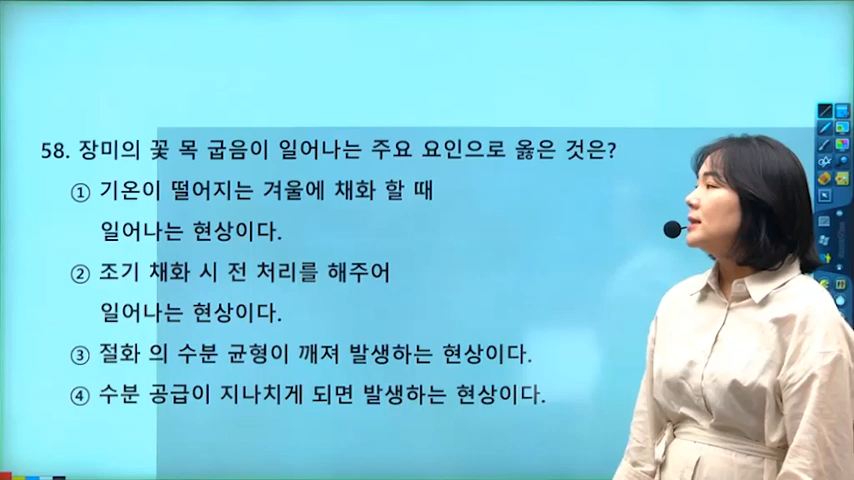 58. 장미의 꽃 목 굽음이 일어나는 주요 요인으로 옳은 것은?
① 기온이 떨어지는 겨울에 채화 할 때
일어나는 현상이다.
② 조기 채화 시 전 처리를 해주어
일어나는 현상이다.
③ 절화 의 수분 균형이 깨져 발생하는 현상이다.
④ 수분 공급이 지나치게 되면 발생하는 현상이다.